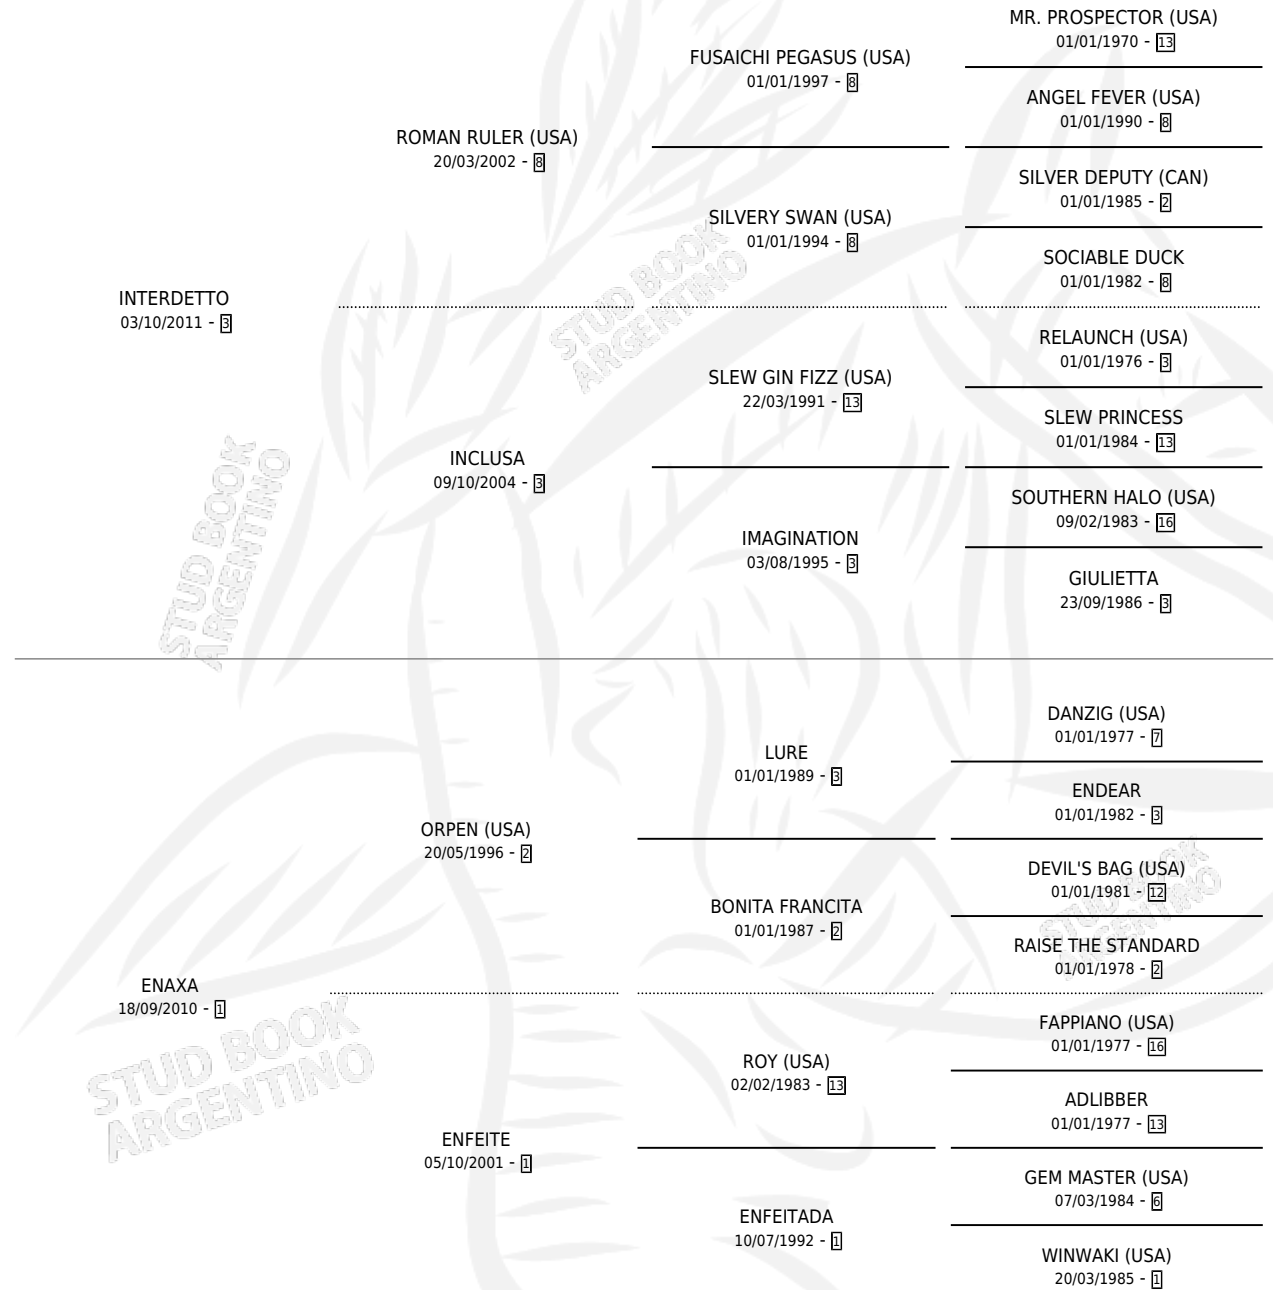 MR. PROSPECTOR (USA)
01/01/1970 - 13
FUSAICHI PEGASUS (USA)
01/01/1997 - 8
ANGEL FEVER (USA)
01/01/1990 - 8
ROMAN RULER (USA)
20/03/2002 - 8
SILVER DEPUTY (CAN)
01/01/1985 - 2
SILVERY SWAN (USA)
01/01/1994 - 8
SOCIABLE DUCK
01/01/1982 - 8
STUD BOOK
ARGENTINO
INTERDETTO
03/10/2011 - 3
RELAUNCH (USA)
01/01/1976 - 3
SLEW GIN FIZZ (USA)
22/03/1991 - 13
SLEW PRINCESS
01/01/1984 - 13
INCLUSA
09/10/2004 - 3
SOUTHERN HALO (USA)
09/02/1983 - 16
IMAGINATION
03/08/1995 - 3
GIULIETTA
23/09/1986 - 3
STUD BOOK
ARGENTINO
DANZIG (USA)
01/01/1977 - 7
LURE
01/01/1989 - 3
ENDEAR
01/01/1982 - 3
ORPEN (USA)
20/05/1996 - 2
DEVIL'S BAG (USA)
01/01/1981 - 12
BONITA FRANCITA
01/01/1987 - 2
RAISE THE STANDARD
01/01/1978 - 2
STUD BOOK
ARGENTINO
ENAXA
18/09/2010 - 1
FAPPIANO (USA)
01/01/1977 - 16
ROY (USA)
02/02/1983 - 13
ADLIBBER
01/01/1977 - 13
STUD BOOK
ARGENTINO
ENFEITE
05/10/2001 - 1
GEM MASTER (USA)
07/03/1984 - 6
ENFEITADA
10/07/1992 - 1
WINWAKI (USA)
20/03/1985 - 1